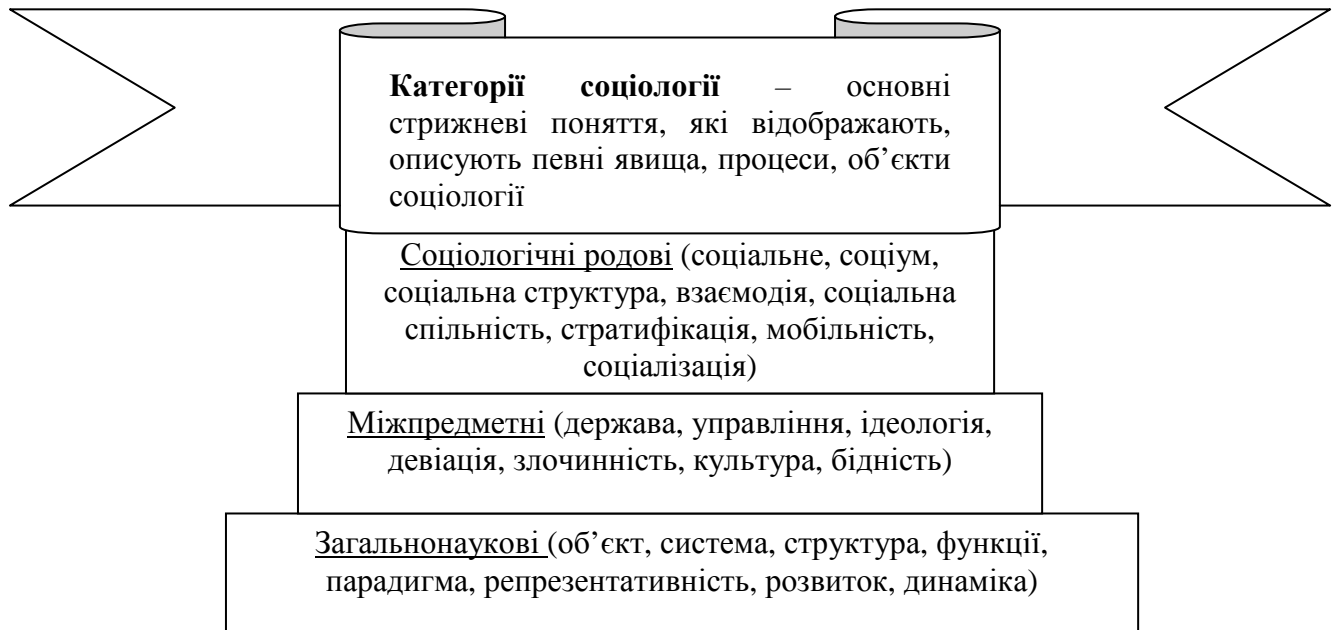 Категорії соціології – основні
стрижневі поняття, які відображають,
описують певні явища, процеси, об’єкти
соціології
Соціологічні родові (соціальне, соціум,
соціальна структура, взаємодія, соціальна
спільність, стратифікація, мобільність,
соціалізація)
Міжпредметні (держава, управління, ідеологія,
девіація, злочинність, культура, бідність)
Загальнонаукові (об’єкт, система, структура, функції,
парадигма, репрезентативність, розвиток, динаміка)